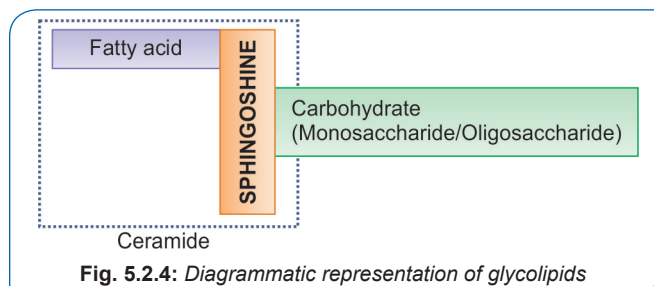 Fatty acid
SPHINGOSHINE
Carbohydrate
(Monosaccharide/Oligosaccharide)
Ceramide
Fig. 5.2.4: Diagrammatic representation of glycolipids